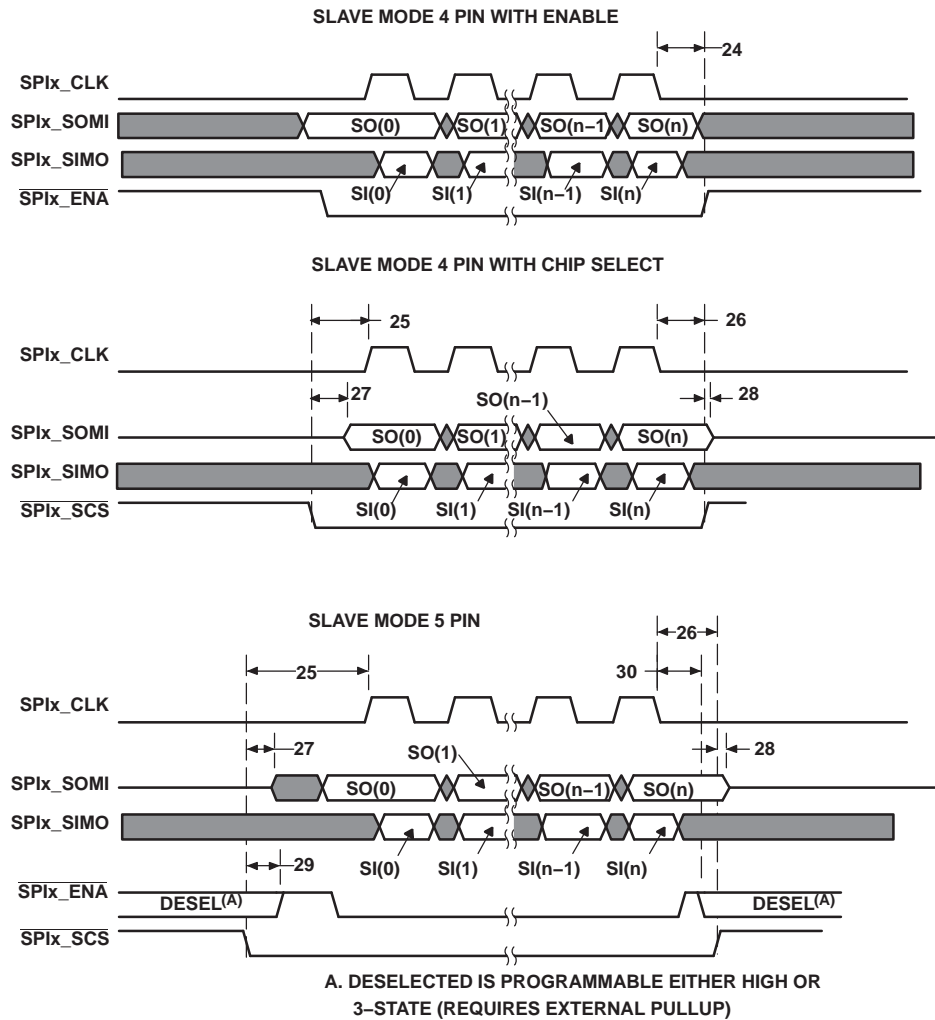 SLAVE MODE 4 PIN WITH ENABLE
24
SPIx_CLK
SPIx_SOMI SO(0) SO(1) SO(n–1 SO(n)
SPIx_SIMO
SI(0) SI(1) SI(n–1) SI(n)
SPIx_ENA
SLAVE MODE 4 PIN WITH CHIP SELECT
25 26
SPIx_CLK
27 SO(n–1) 28
SPIx_SOMI SO(0) SO(1) SO(n)
SPIx_SIMO
SPIx_SCS SI(0) SI(1) SI(n–1) SI(n)
SLAVE MODE 5 PIN
26
25 30
SPIx_CLK
27 SO(1) 28
SPIx_SOMI SO(0) SO(n–1) SO(n)
SPIx_SIMO
29 SI(0) SI(1) SI(n–1) SI(n)
SPIx_ENA
DESEL(A) DESEL(A)
SPIx_SCS
A. DESELECTED IS PROGRAMMABLE EITHER HIGH OR
3–STATE (REQUIRES EXTERNAL PULLUP)